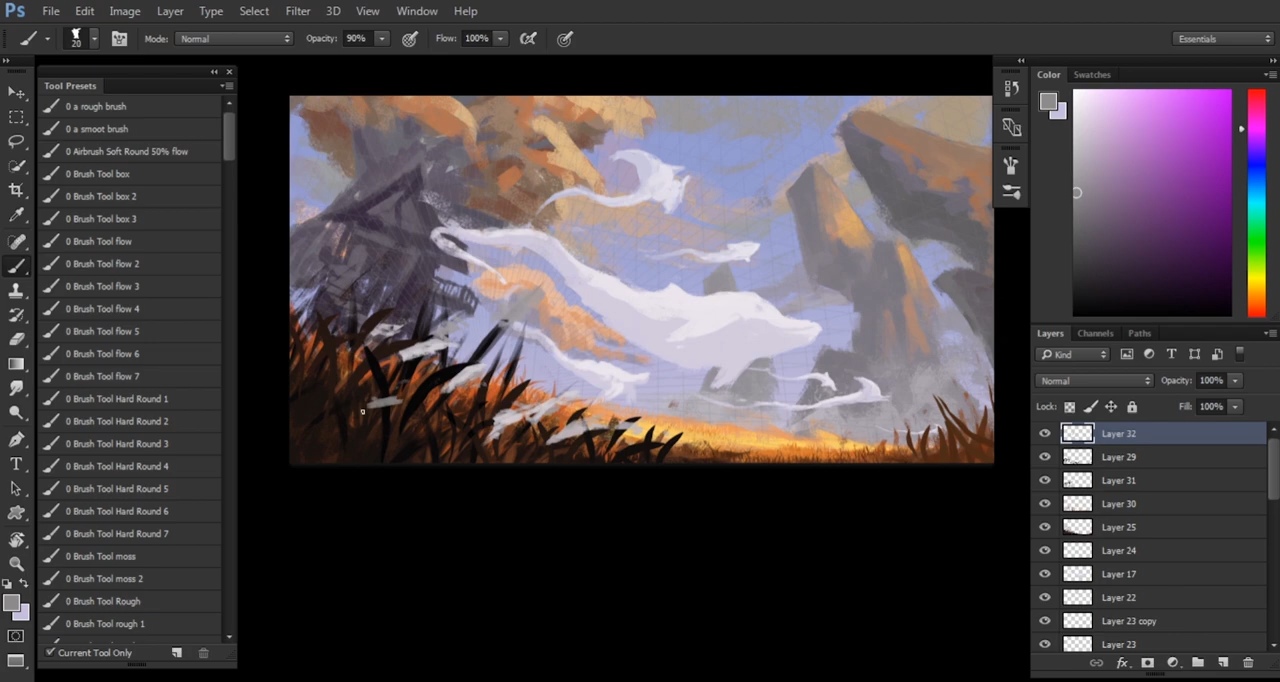 Ps File Edit Image Layer Type Select Filter 3D View Window Help
20 Mode: Normal Opacity: 90% Flow: 100% Essentials
Tool Presets
0 a rough brush
0 a smoot brush
0 Airbrush Soft Round 50% flow
0 Brush Tool box
0 Brush Tool box 2
0 Brush Tool box 3
0 Brush Tool flow
0 Brush Tool flow 2
0 Brush Tool flow 3
0 Brush Tool flow 4
0 Brush Tool flow 5
0 Brush Tool flow 6
0 Brush Tool flow 7
0 Brush Tool Hard Round 1
0 Brush Tool Hard Round 2
0 Brush Tool Hard Round 3
0 Brush Tool Hard Round 4
0 Brush Tool Hard Round 5
0 Brush Tool Hard Round 6
0 Brush Tool Hard Round 7
0 Brush Tool moss
0 Brush Tool moss 2
0 Brush Tool Rough
0 Brush Tool rough 1
Current Tool Only
Color Swatches
Layers Channels Paths
Kind
Normal Opacity: 100%
Lock: Fill: 100%
Layer 32
Layer 29
Layer 31
Layer 30
Layer 25
Layer 24
Layer 17
Layer 22
Layer 23 copy
Layer 23
fx